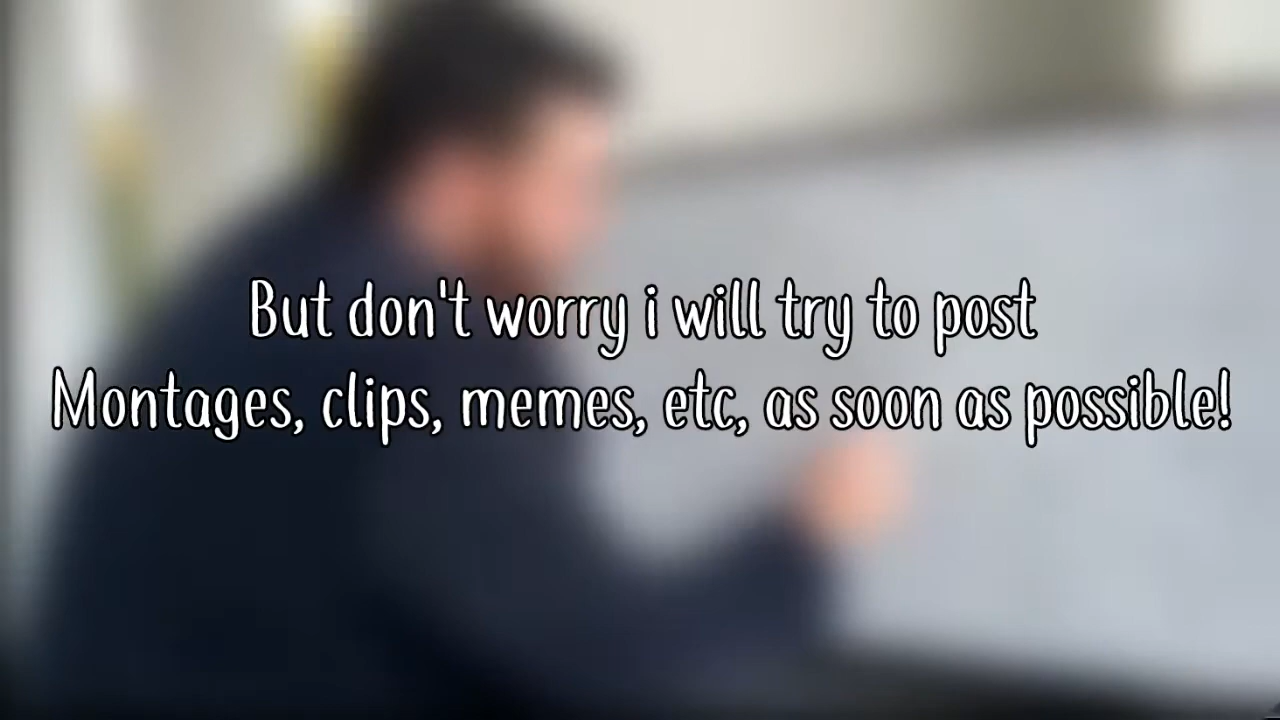 But don't worry i will try to post
Montages, clips, memes, etc, as soon as possible!